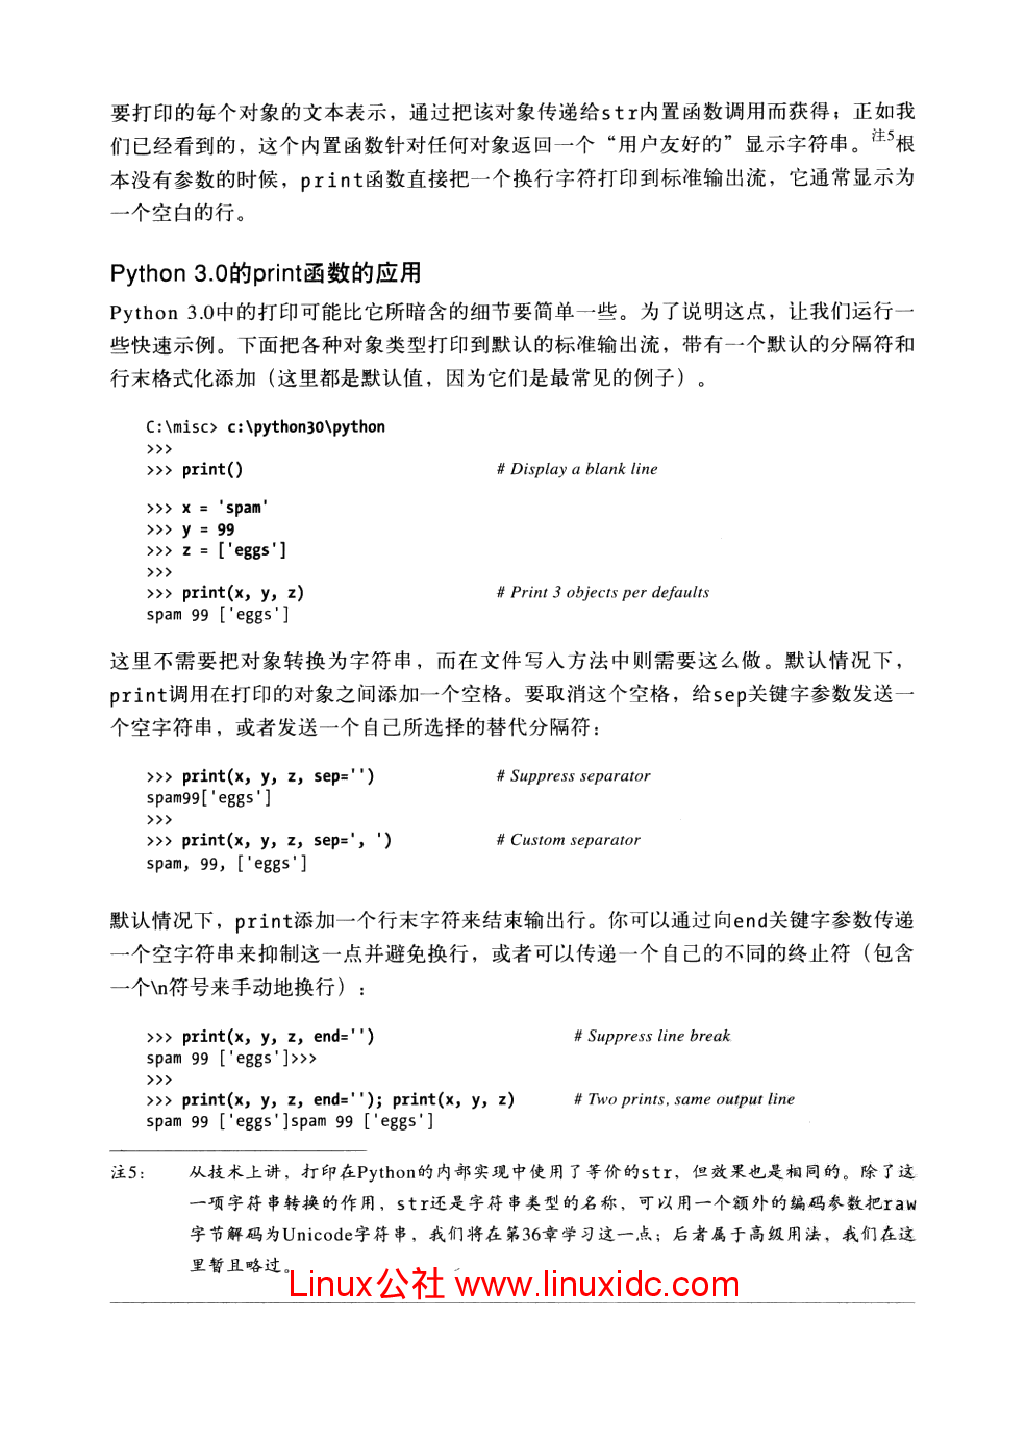 要打印的每个对象的文本表示，通过把该对象传递给str内置函数调用而获得；正如我
们已经看到的，这个内置函数针对任何对象返回一个“用户友好的”显示字符串。注5根
本没有参数的时候，print函数直接把一个换行字符打印到标准输出流，它通常显示为
一个空白的行。
Python 3.0的print函数的应用
Python 3.0中的打印可能比它所暗含的细节要简单一些。为了说明这点，让我们运行一
些快速示例。下面把各种对象类型打印到默认的标准输出流，带有一个默认的分隔符和
行末格式化添加（这里都是默认值，因为它们是最常见的例子）。
C:\misc> c:\python30\python
>>>
>>> print() # Display a blank line
>>> x = 'spam'
>>> y = 99
>>> z = ['eggs']
>>>
>>> print(x, y, z) # Print 3 objects per defaults
spam 99 ['eggs']
这里不需要把对象转换为字符串，而在文件写入方法中则需要这么做。默认情况下，
print调用在打印的对象之间添加一个空格。要取消这个空格，给sep关键字参数发送一
个空字符串，或者发送一个自己所选择的替代分隔符：
>>> print(x, y, z, sep='') # Suppress separator
spam99['eggs']
>>>
>>> print(x, y, z, sep=', ') # Custom separator
spam, 99, ['eggs']
默认情况下，print添加一个行末字符来结束输出行。你可以通过向end关键字参数传递
一个空字符串来抑制这一点并避免换行，或者可以传递一个自己的不同的终止符（包含
一个\n符号来手动地换行）：
>>> print(x, y, z, end='') # Suppress line break
spam 99 ['eggs']>>>
>>>
>>> print(x, y, z, end=''); print(x, y, z) # Two prints, same output line
spam 99 ['eggs']spam 99 ['eggs']
注5： 从技术上讲，打印在Python的内部实现中使用了等价的str，但效果也是相同的。除了这
一项字符串转换的作用，str还是字符串类型的名称，可以用一个额外的编码参数把raw
字节解码为Unicode字符串，我们将在第36章学习这一点；后者属于高级用法，我们在这
里暂且略过。
Linux公社 www.linuxidc.com